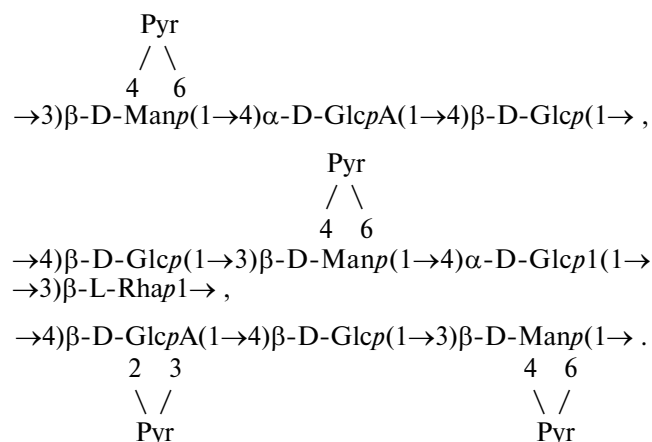 Pyr
4 6
→3)β-D-Manp(1→4)α-D-GlcpA(1→4)β-D-Glcp(1→ ,
Pyr
4 6
→4)β-D-Glcp(1→3)β-D-Manp(1→4)α-D-Glcp1(1→
→3)β-L-Rhap1→ ,
→4)β-D-GlcpA(1→4)β-D-Glcp(1→3)β-D-Manp(1→ .
2 3 4 6
Pyr Pyr